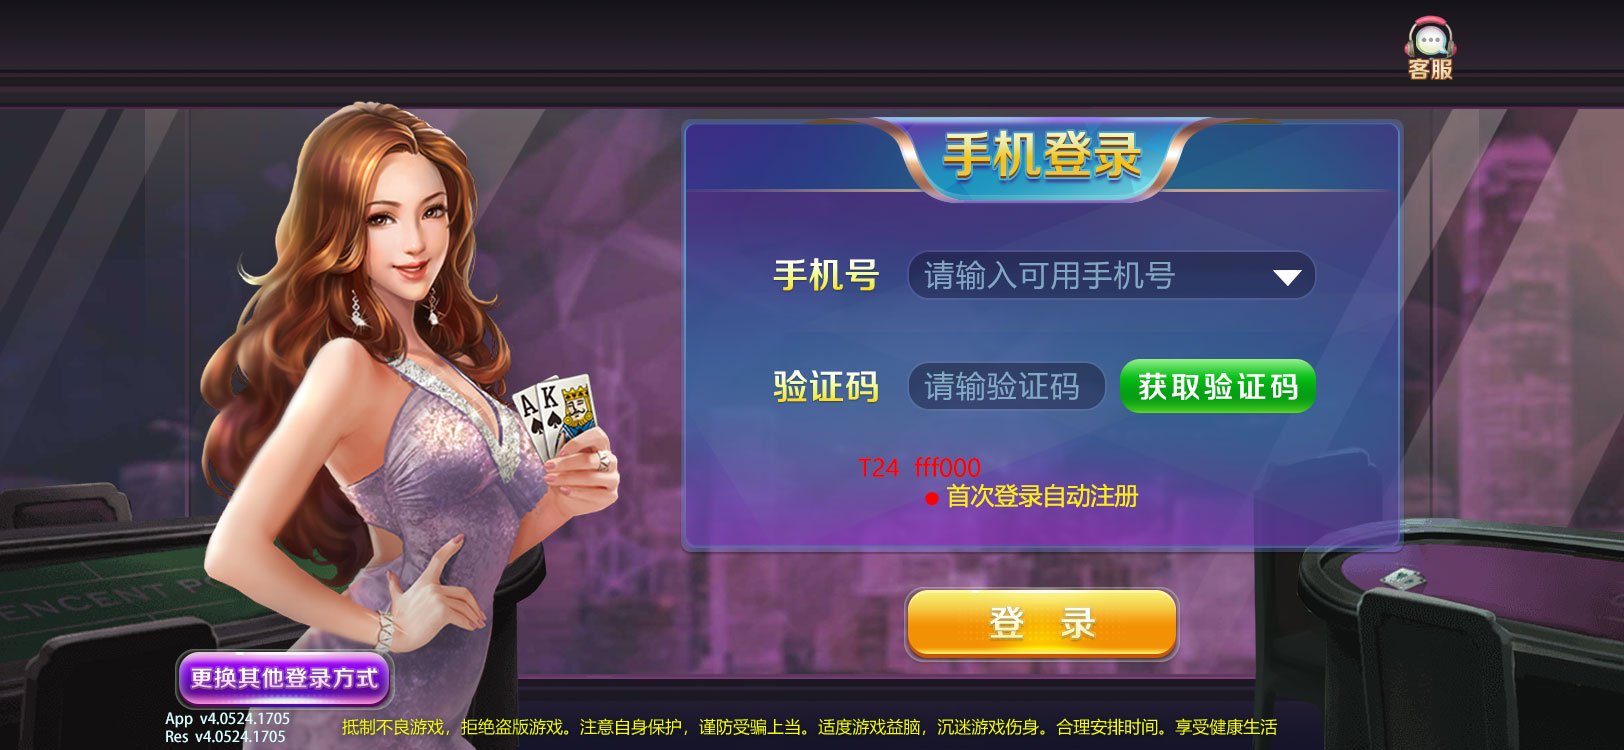 客服
手机登录
手机号 请输入可用手机号
验证码 请输验证码 获取验证码
T24 fff000
首次登录自动注册
登 录
更换其他登录方式
App v4.0524.1705
Res v4.0524.1705
抵制不良游戏，拒绝盗版游戏。注意自身保护，谨防受骗上当。适度游戏益脑，沉迷游戏伤身。合理安排时间。享受健康生活
A K
ENCENT PO